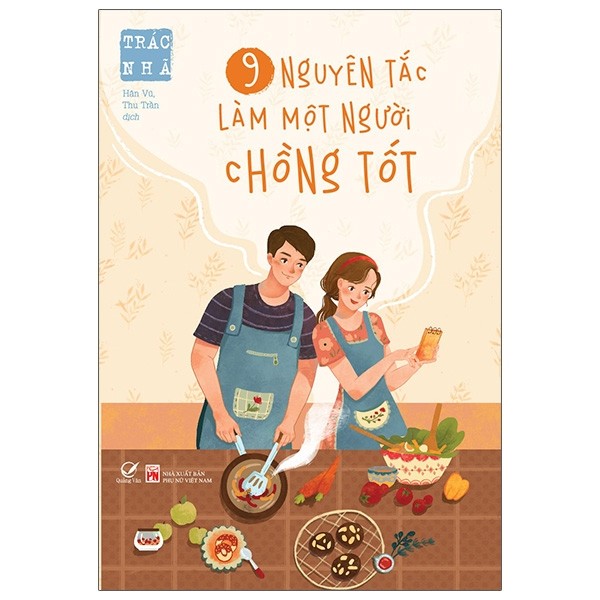 TRÁC
NHÃ
Hân Vũ,
Thu Trần
dịch
9 NGUYÊN TẮC
LÀM MỘT NGƯỜI
CHỒNG TỐT
Quảng Văn
PN
NHÀ XUẤT BẢN
PHỤ NỮ VIỆT NAM